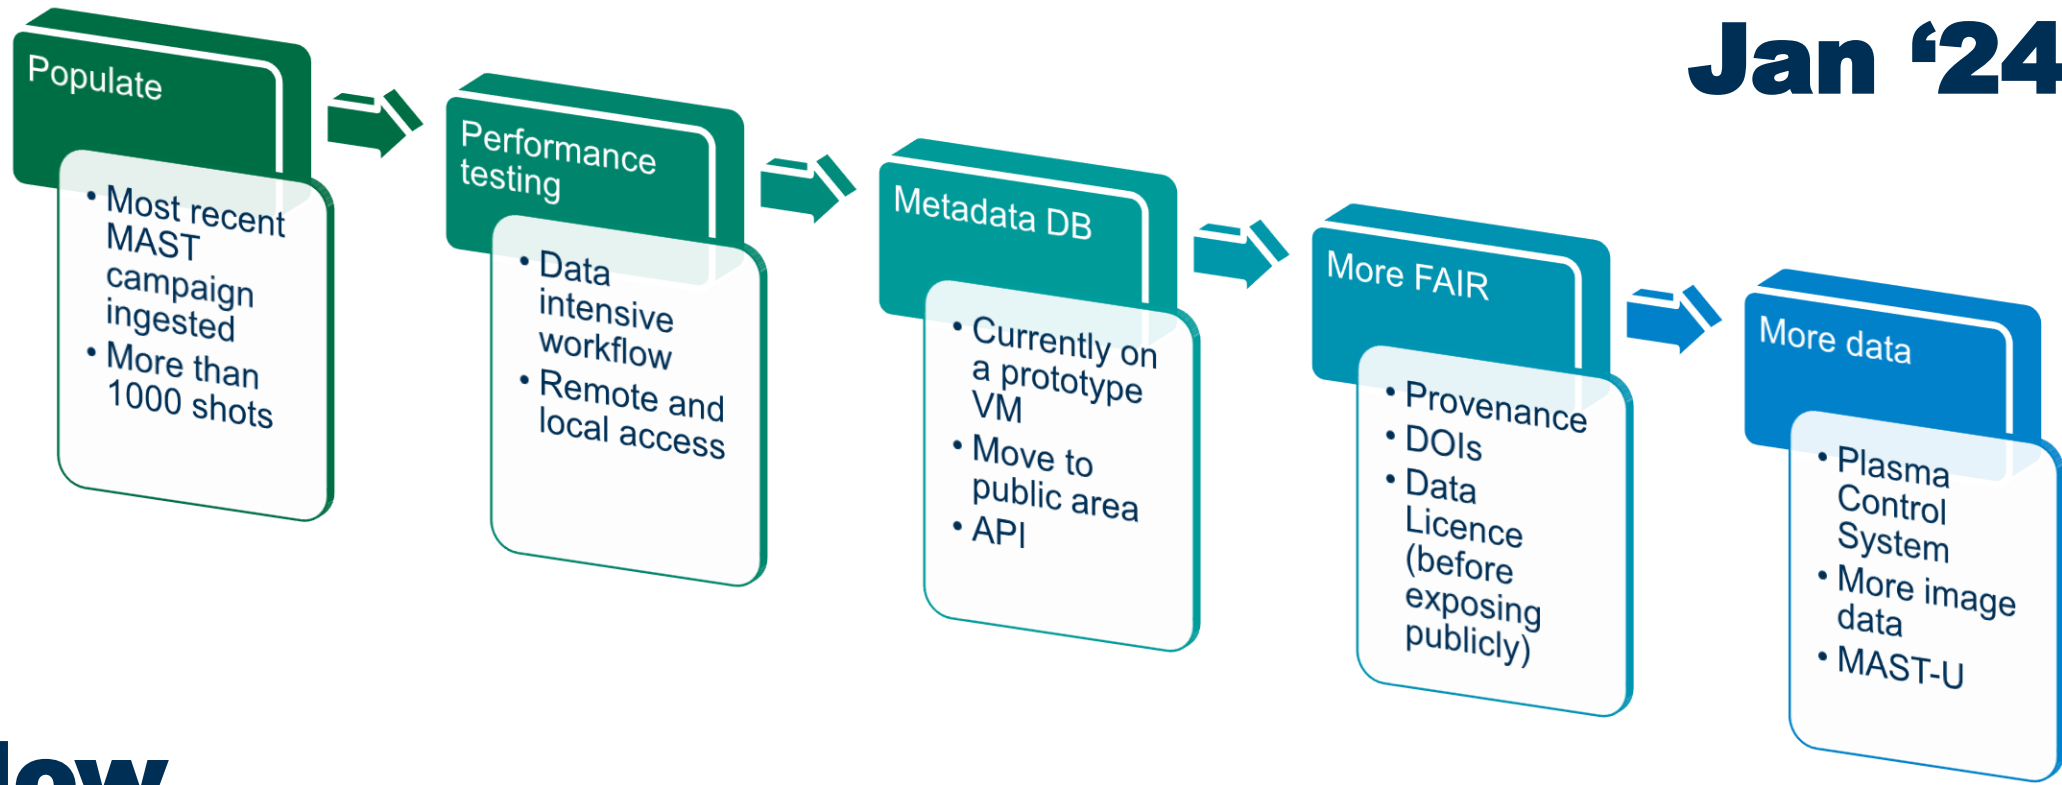 Jan ‘24
Populate
• Most recent
MAST
campaign
ingested
• More than
1000 shots
Performance
testing
• Data
intensive
workflow
• Remote and
local access
Metadata DB
• Currently on
a prototype
VM
• Move to
public area
• API
More FAIR
• Provenance
• DOIs
• Data
Licence
(before
exposing
publicly)
More data
• Plasma
Control
System
• More image
data
• MAST-U